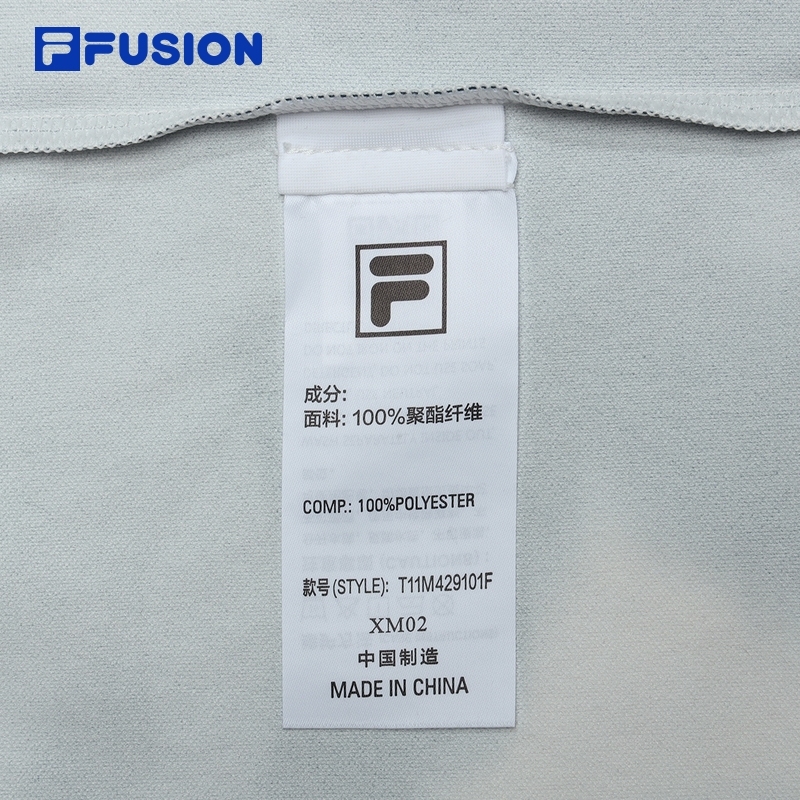 FUSION
成分:
面料: 100%聚酯纤维
COMP.: 100%POLYESTER
款号(STYLE): T11M429101F
XM02
中国制造
MADE IN CHINA